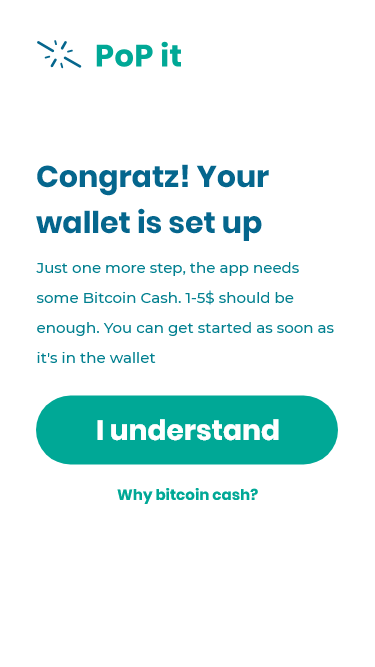 PoP it
Congratz! Your
wallet is set up
Just one more step, the app needs
some Bitcoin Cash. 1-5$ should be
enough. You can get started as soon as
it's in the wallet
I understand
Why bitcoin cash?